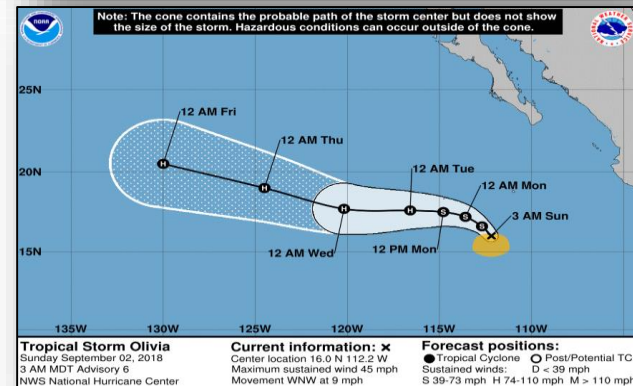 Note: The cone contains the probable path of the storm center but does not show
the size of the storm. Hazardous conditions can occur outside of the cone.
NOAA
25N
12 AM Fri
12 AM Thu
20N
12 AM Tue
12 AM Mon
3 AM Sun
H
H
H
H
S
S
S
12 AM Wed
12 PM Mon
15N
135W
130W
125W
120W
115W
110W
Tropical Storm Olivia
Sunday September 02, 2018
3 AM MDT Advisory 6
NWS National Hurricane Center
Current information: ×
Center location 16.0 N 112.2 W
Maximum sustained wind 45 mph
Movement WNW at 9 mph
Forecast positions:
● Tropical Cyclone ○ Post/Potential TC
Sustained winds: D < 39 mph
S 39-73 mph H 74-110 mph M > 110 mph